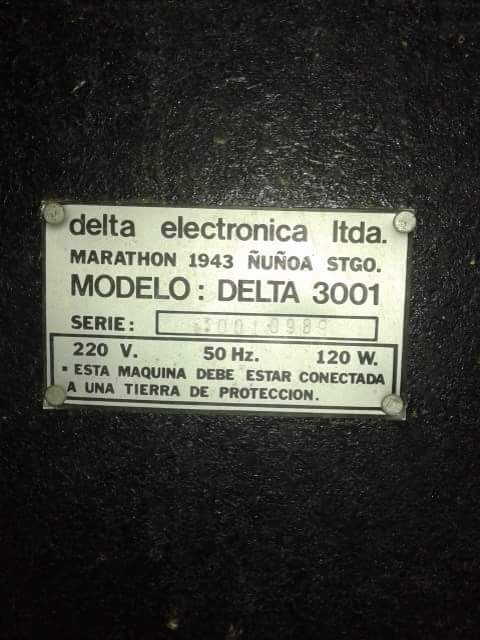 delta electronica ltda.
MARATHON 1943 ÑUÑOA STGO.
MODELO: DELTA 3001
SERIE: 30010989
220 V. 50 Hz. 120 W.
• ESTA MAQUINA DEBE ESTAR CONECTADA
A UNA TIERRA DE PROTECCION.